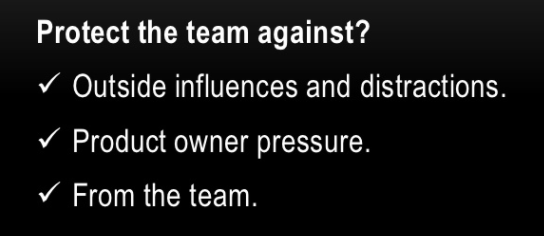 Protect the team against?
✓ Outside influences and distractions.
✓ Product owner pressure.
✓ From the team.